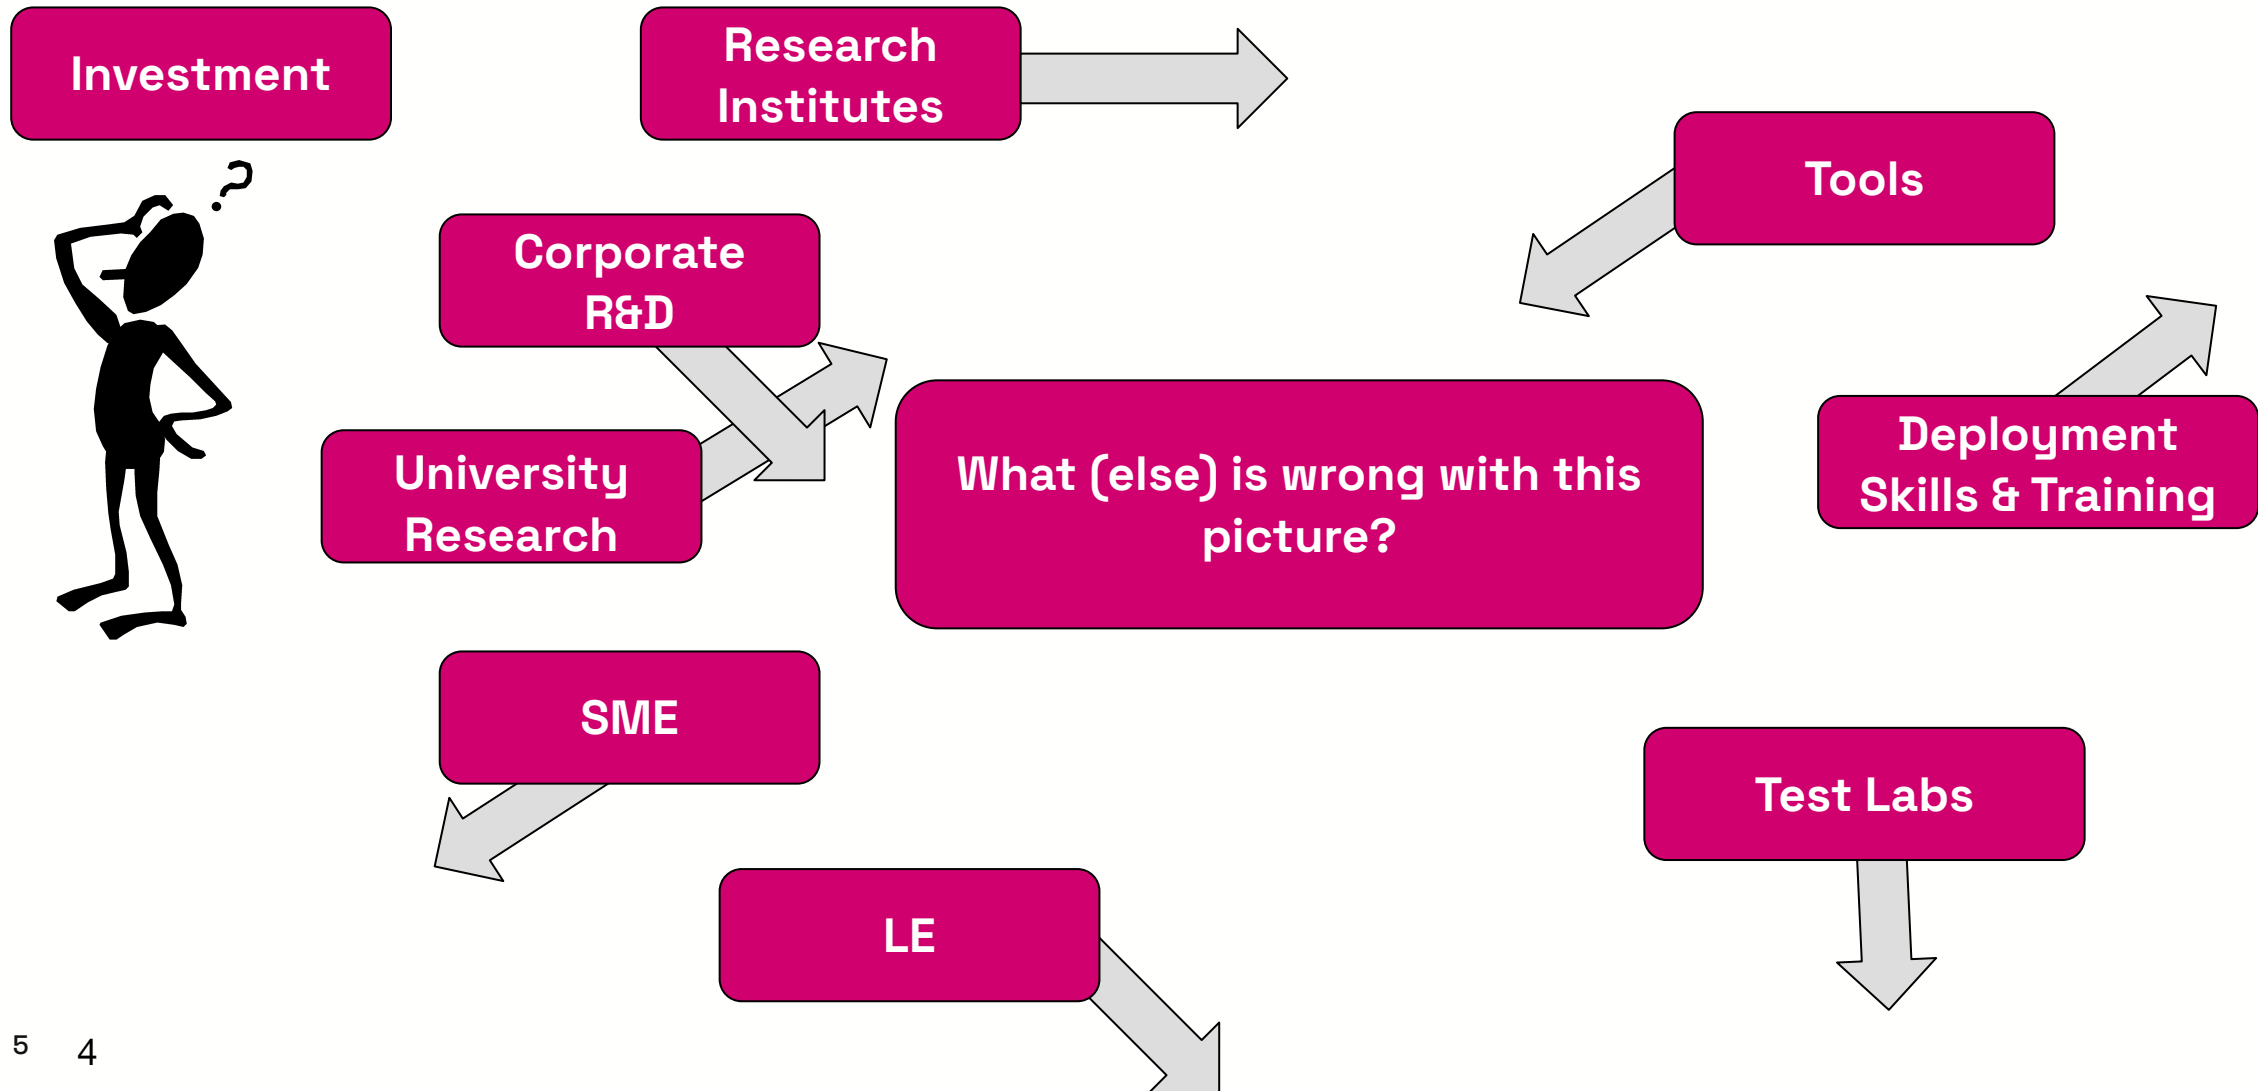 Investment
Research
Institutes
Tools
?
Corporate
R&D
University
Research
What (else) is wrong with this
picture?
Deployment
Skills & Training
SME
Test Labs
LE
5 4